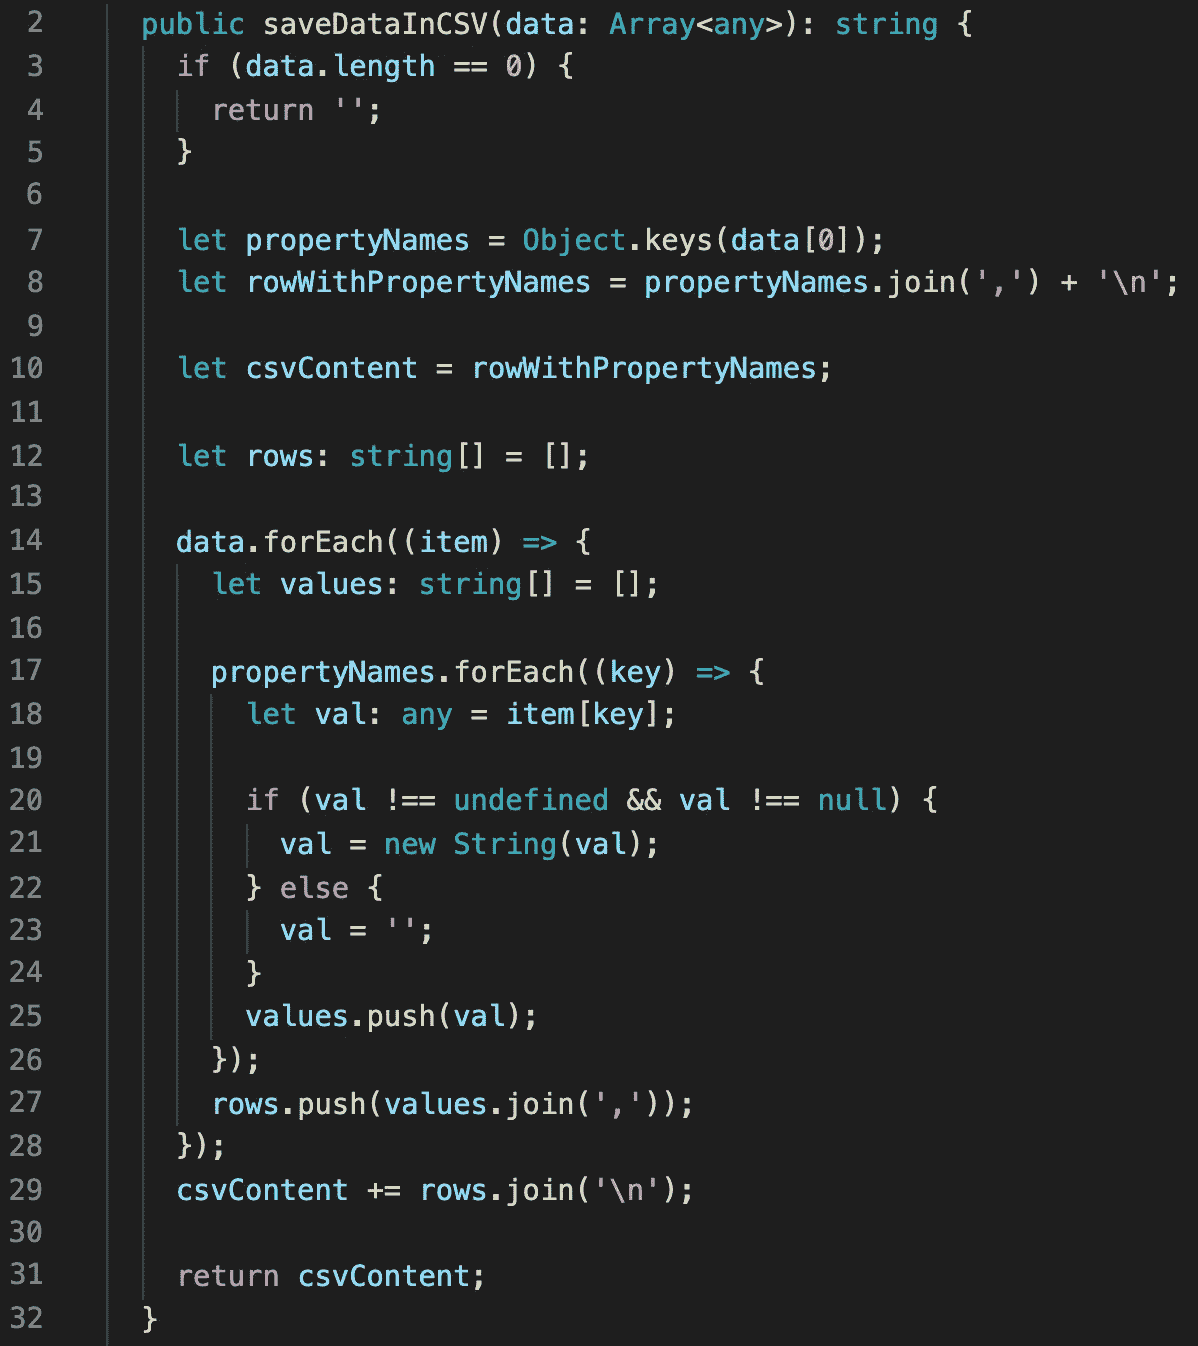 2 public saveDataInCSV(data: Array<any>): string {
3 if (data.length == 0) {
4 return '';
5 }
6
7 let propertyNames = Object.keys(data[0]);
8 let rowWithPropertyNames = propertyNames.join(',') + '\n';
9
10 let csvContent = rowWithPropertyNames;
11
12 let rows: string[] = [];
13
14 data.forEach((item) => {
15 let values: string[] = [];
16
17 propertyNames.forEach((key) => {
18 let val: any = item[key];
19
20 if (val !== undefined && val !== null) {
21 val = new String(val);
22 } else {
23 val = '';
24 }
25 values.push(val);
26 });
27 rows.push(values.join(','));
28 });
29 csvContent += rows.join('\n');
30
31 return csvContent;
32 }